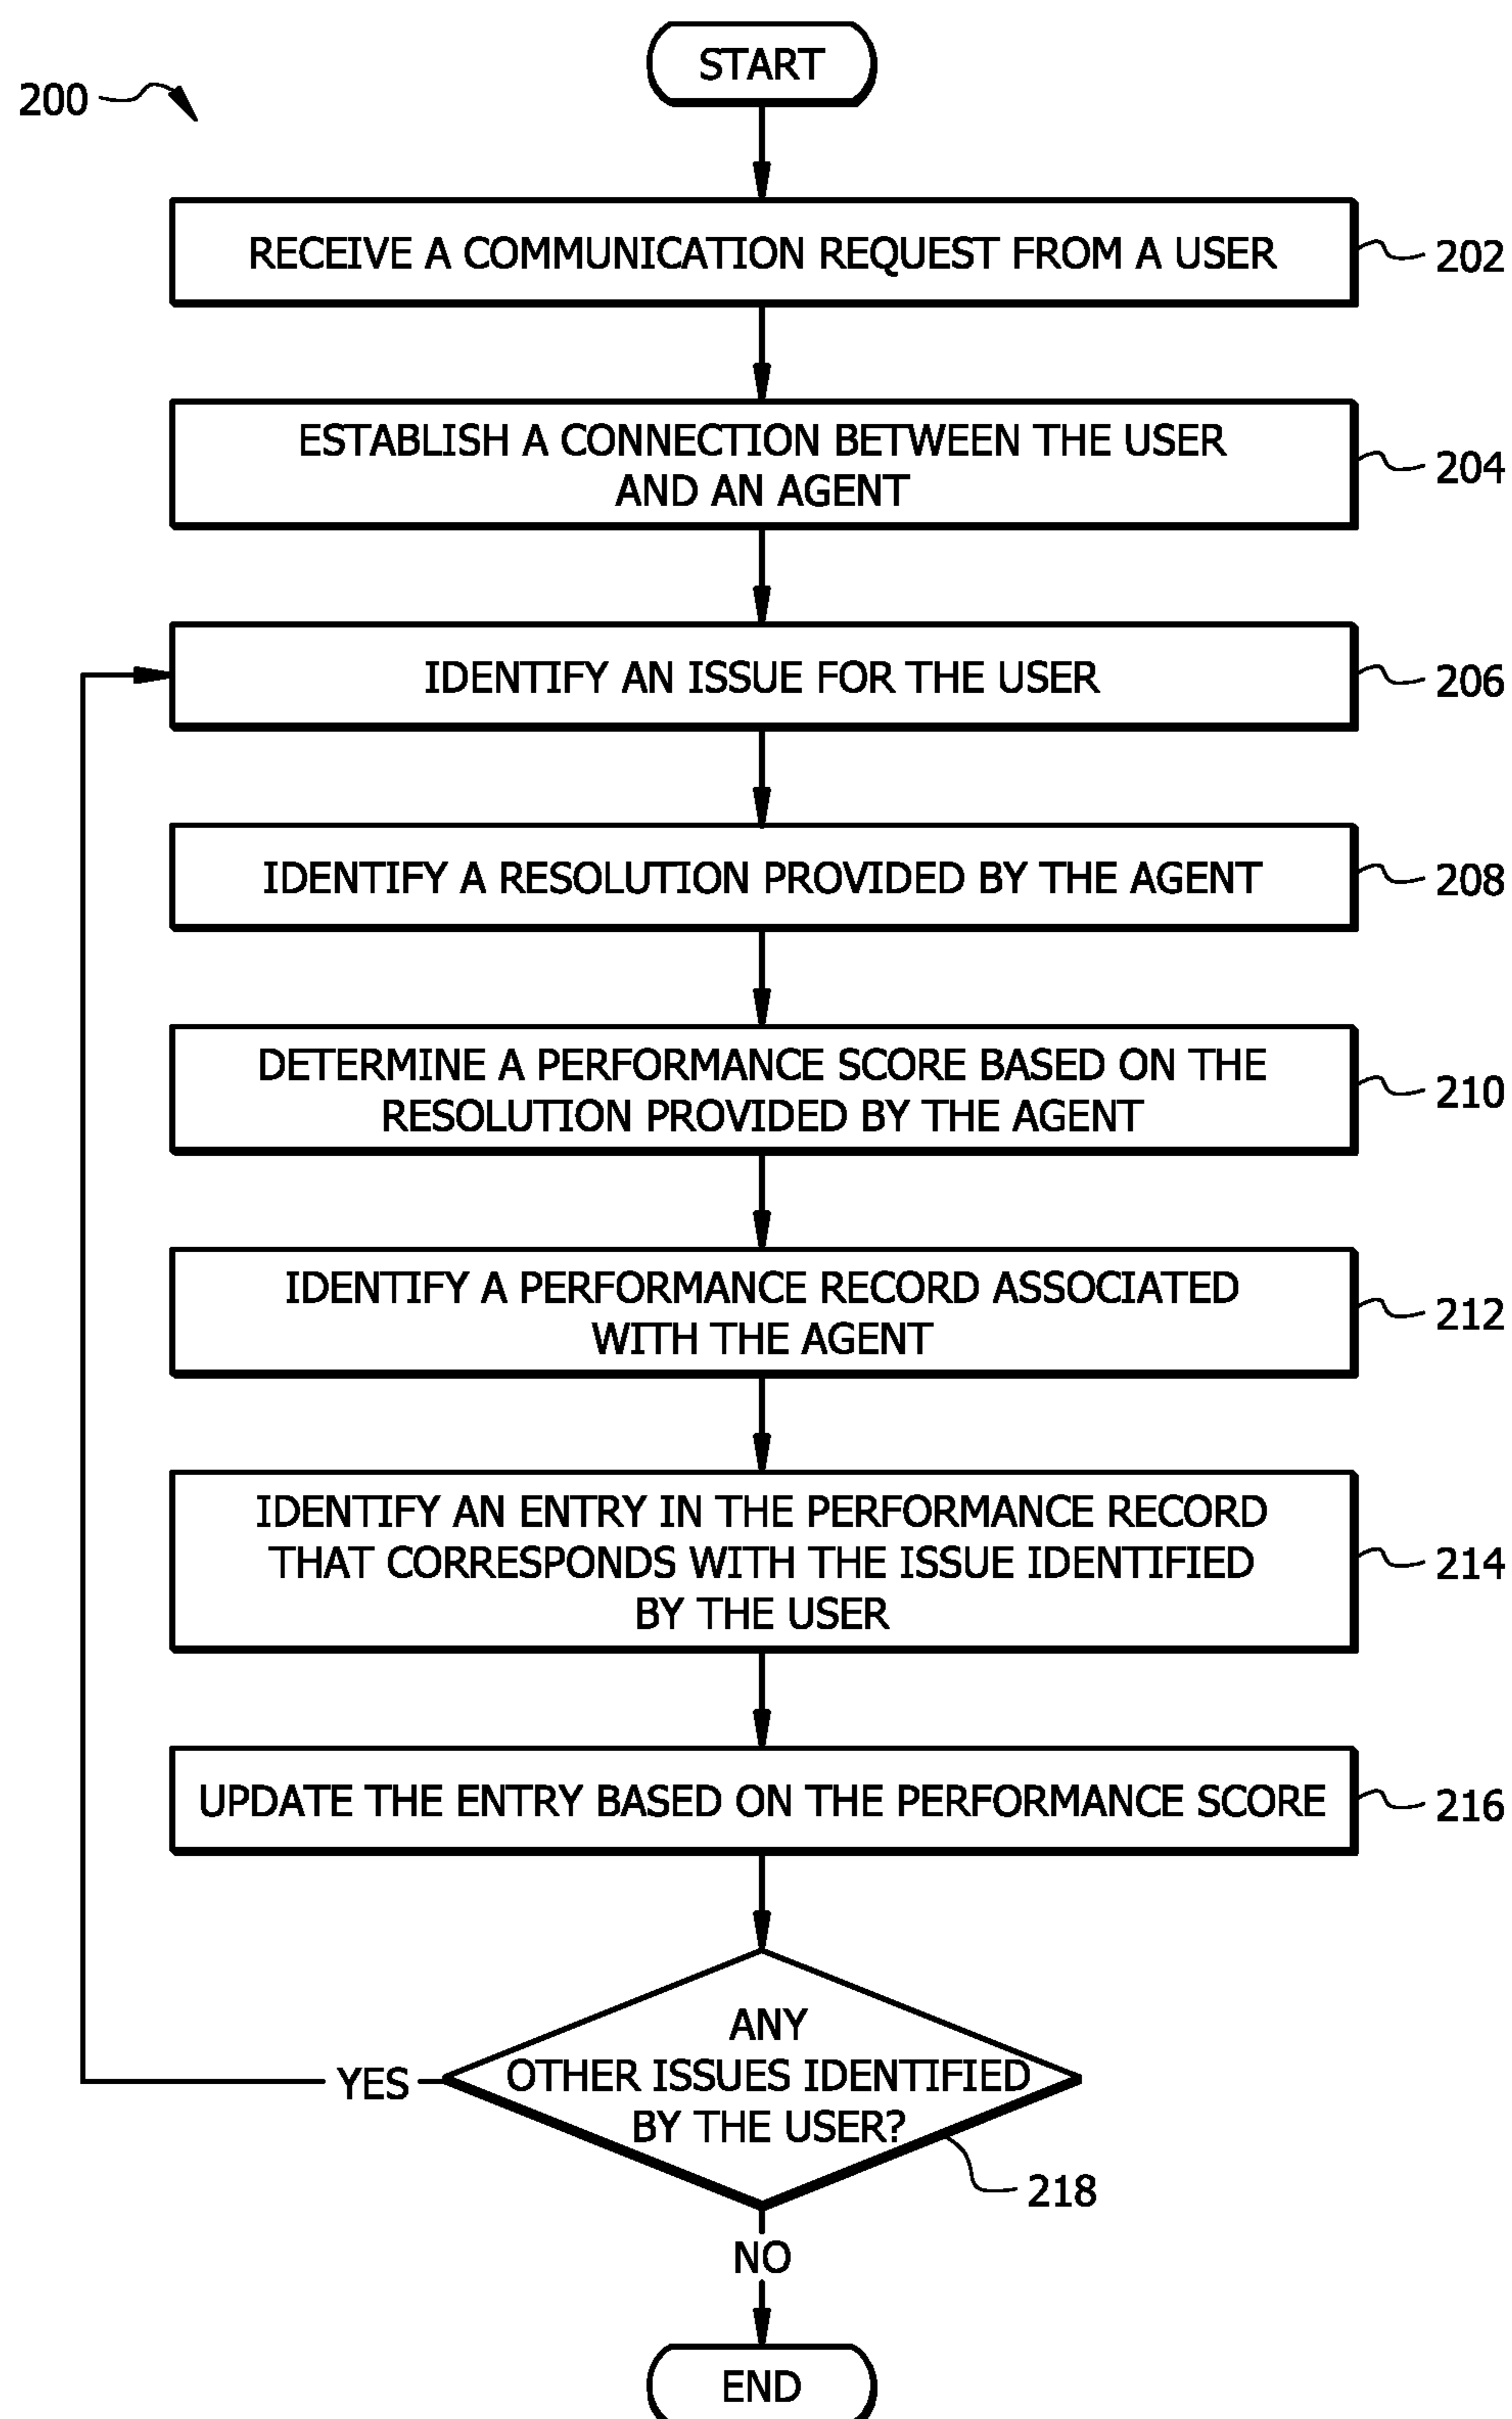 START
200
RECEIVE A COMMUNICATION REQUEST FROM A USER
202
ESTABLISH A CONNECTION BETWEEN THE USER
AND AN AGENT
204
IDENTIFY AN ISSUE FOR THE USER
206
IDENTIFY A RESOLUTION PROVIDED BY THE AGENT
208
DETERMINE A PERFORMANCE SCORE BASED ON THE
RESOLUTION PROVIDED BY THE AGENT
210
IDENTIFY A PERFORMANCE RECORD ASSOCIATED
WITH THE AGENT
212
IDENTIFY AN ENTRY IN THE PERFORMANCE RECORD
THAT CORRESPONDS WITH THE ISSUE IDENTIFIED
BY THE USER
214
UPDATE THE ENTRY BASED ON THE PERFORMANCE SCORE
216
ANY
OTHER ISSUES IDENTIFIED
BY THE USER?
YES
218
NO
END